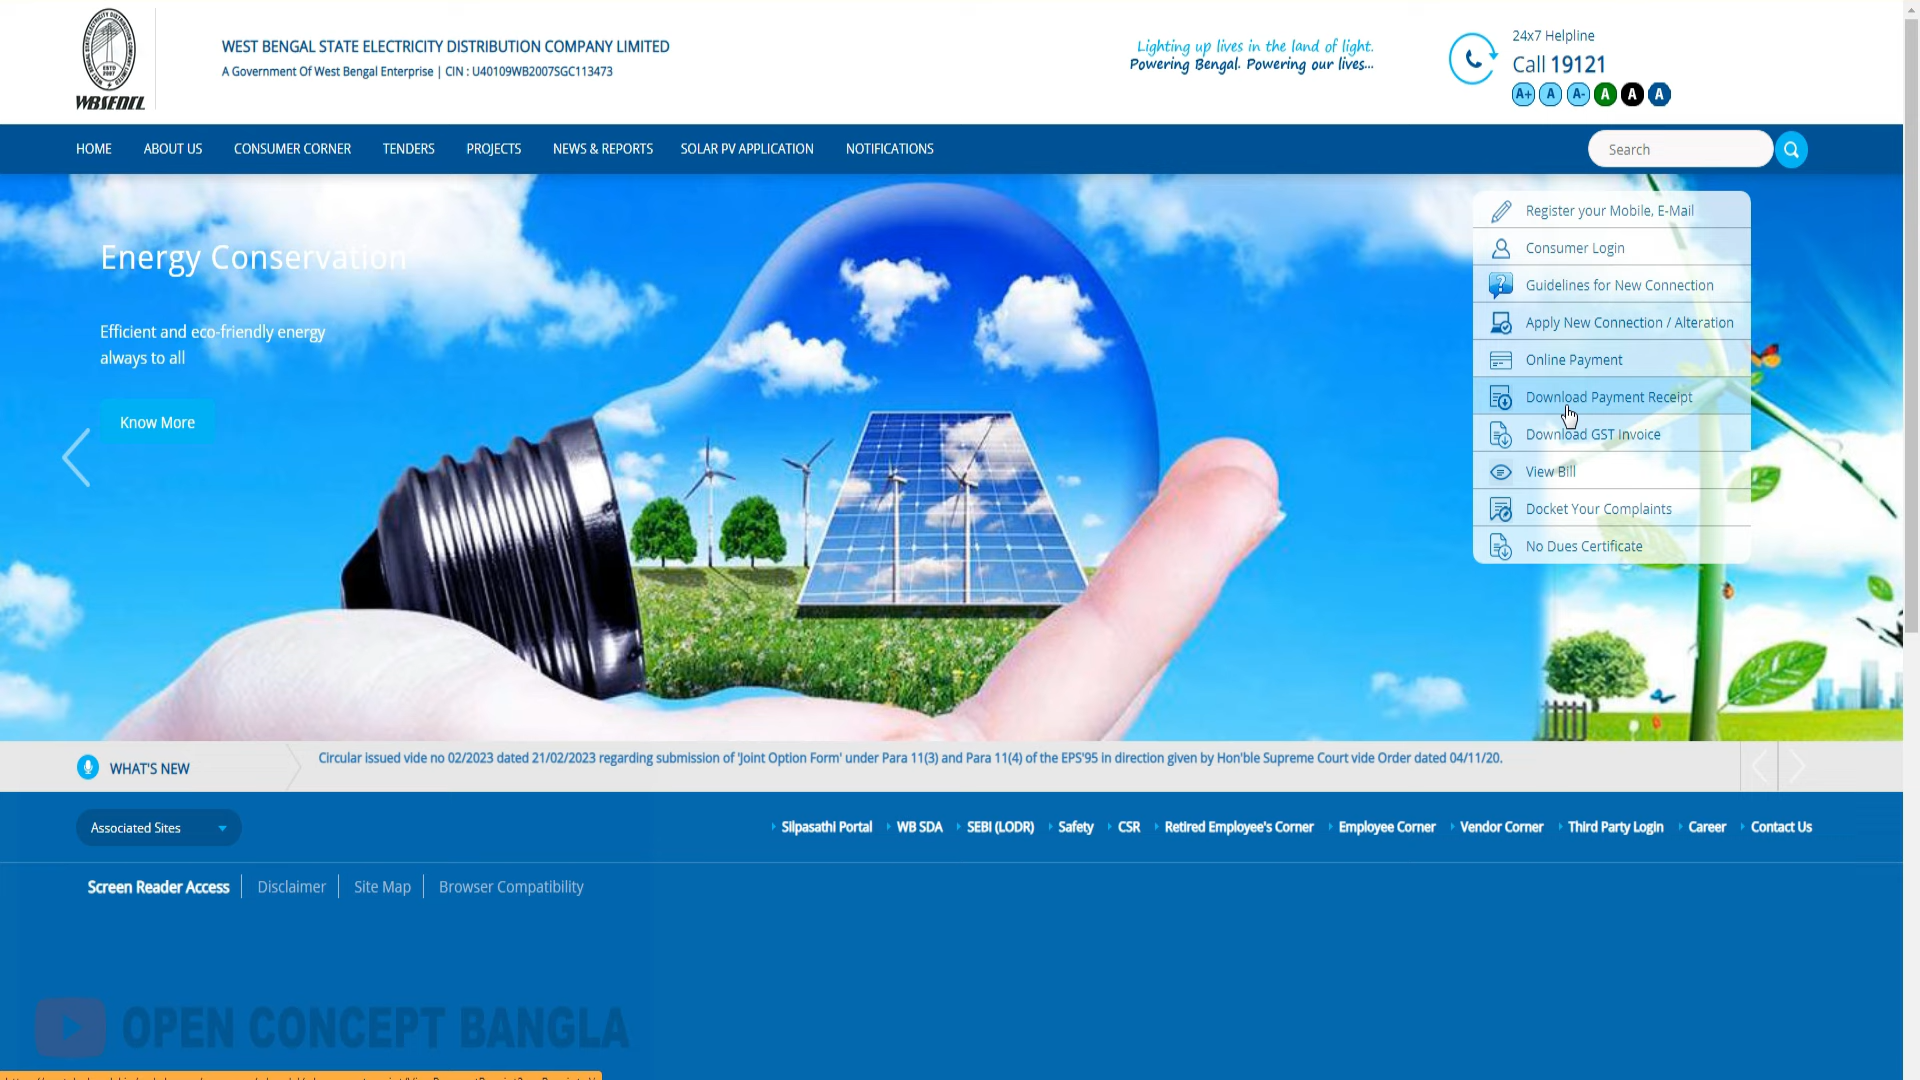 WBSEDCL
WEST BENGAL STATE ELECTRICITY DISTRIBUTION COMPANY LIMITED
A Government Of West Bengal Enterprise | CIN : U40109WB2007SGC113473
Lighting up lives in the land of light.
Powering Bengal. Powering our lives...
24x7 Helpline
Call 19121
A+ A A- A A A
HOME ABOUT US CONSUMER CORNER TENDERS PROJECTS NEWS & REPORTS SOLAR PV APPLICATION NOTIFICATIONS
Search
Energy Conservation
Efficient and eco-friendly energy
always to all
Know More
Register your Mobile, E-Mail
Consumer Login
Guidelines for New Connection
Apply New Connection / Alteration
Online Payment
Download Payment Receipt
Download GST Invoice
View Bill
Docket Your Complaints
No Dues Certificate
WHAT'S NEW
Circular issued vide no 02/2023 dated 21/02/2023 regarding submission of 'Joint Option Form' under Para 11(3) and Para 11(4) of the EPS'95 in direction given by Hon'ble Supreme Court vide Order dated 04/11/20.
Associated Sites
Silpasathi Portal WB SDA SEBI (LODR) Safety CSR Retired Employee's Corner Employee Corner Vendor Corner Third Party Login Career Contact Us
Screen Reader Access Disclaimer Site Map Browser Compatibility
OPEN CONCEPT BANGLA